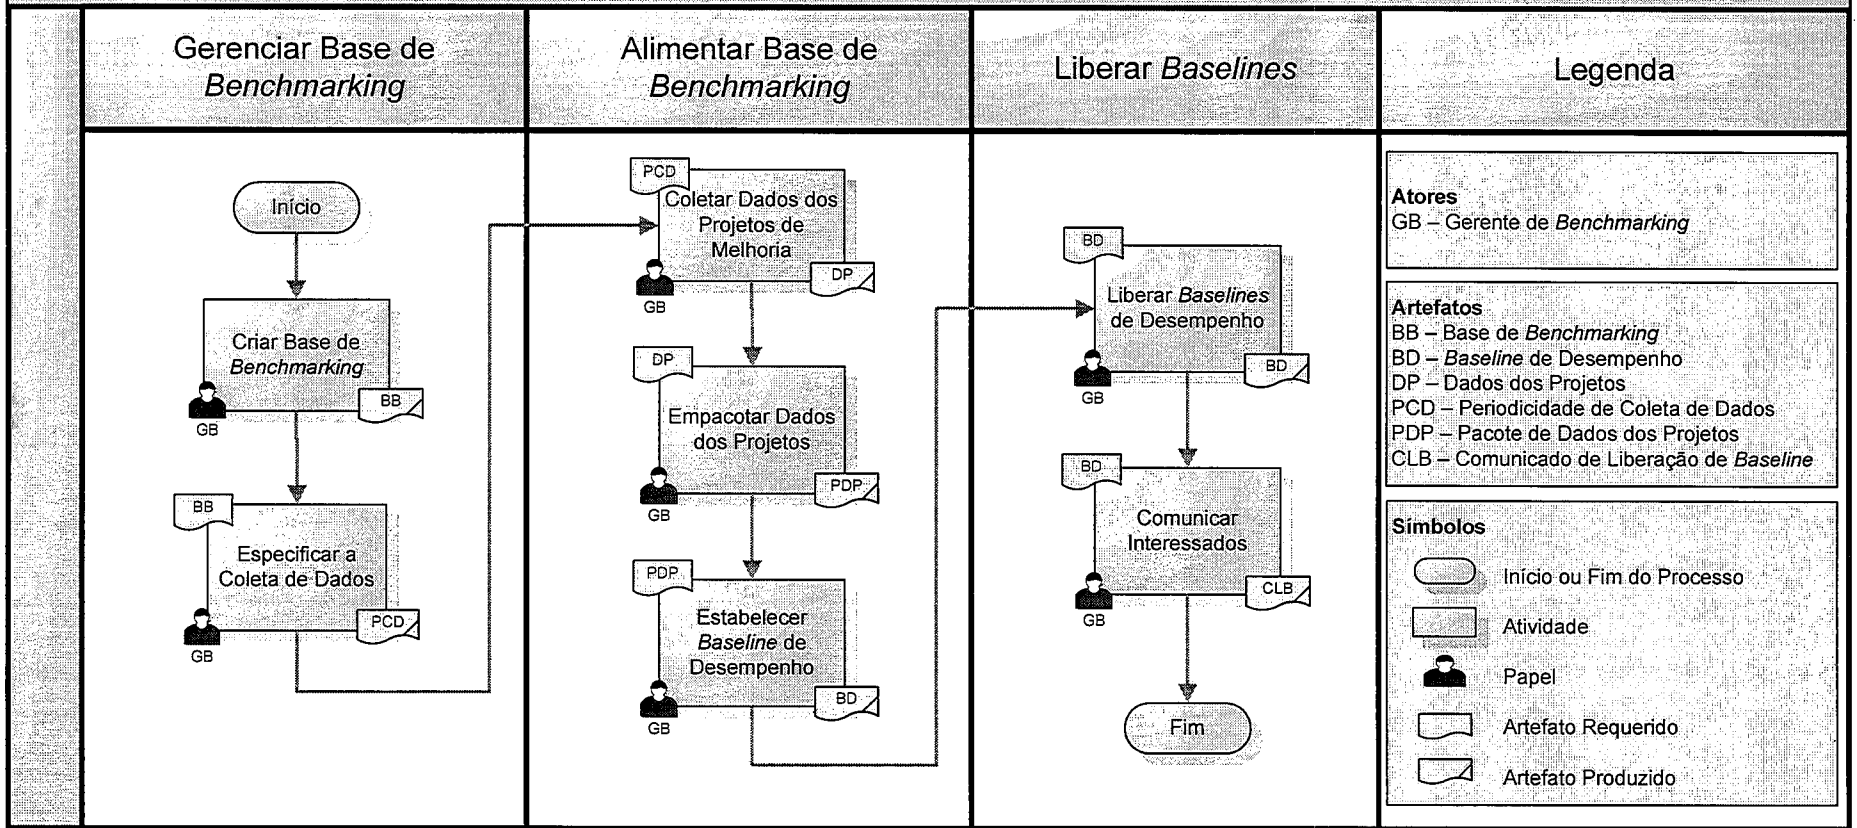 Gerenciar Base de
Benchmarking
Alimentar Base de
Benchmarking
Liberar Baselines
Legenda
Início
Criar Base de
Benchmarking
BB
GB
BB
Especificar a
Coleta de Dados
PCD
GB
PCD
Coletar Dados dos
Projetos de
Melhoria
DP
GB
DP
Empacotar Dados
dos Projetos
PDP
GB
PDP
Estabelecer
Baseline de
Desempenho
BD
GB
BD
Liberar Baselines
de Desempenho
BD
GB
BD
Comunicar
Interessados
CLB
GB
Fim
Atores
GB – Gerente de Benchmarking
Artefatos
BB – Base de Benchmarking
BD – Baseline de Desempenho
DP – Dados dos Projetos
PCD – Periodicidade de Coleta de Dados
PDP – Pacote de Dados dos Projetos
CLB – Comunicado de Liberação de Baseline
Símbolos
Início ou Fim do Processo
Atividade
Papel
Artefato Requerido
Artefato Produzido